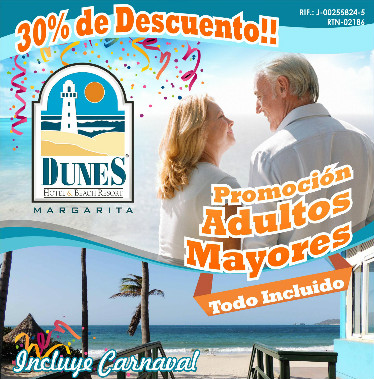 30% de Descuento!!
RIF.: J-00255824-5
RTN-02186
DUNES
HOTEL & BEACH RESORT
MARGARITA
Promoción
Adultos
Mayores
Todo Incluido
Incluye Carnaval